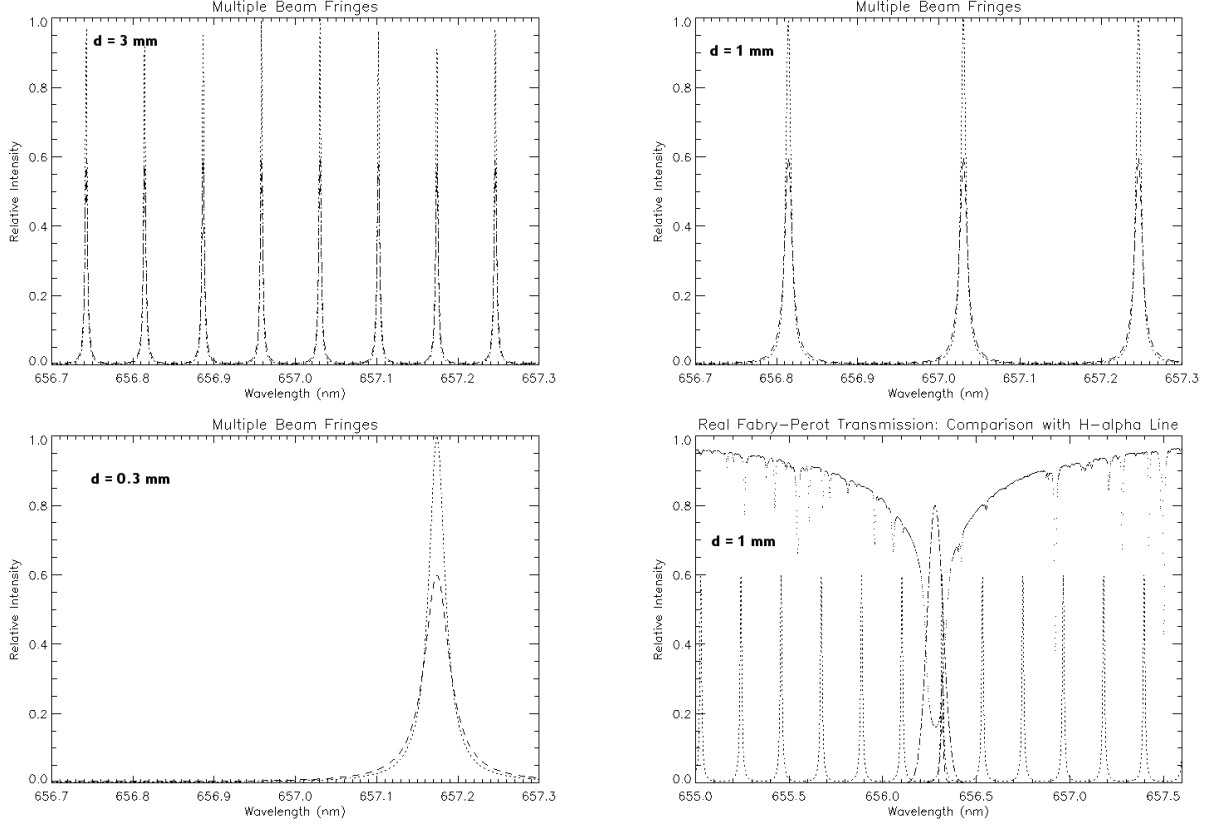 Multiple Beam Fringes
d = 3 mm
1.0
0.8
0.6
0.4
0.2
0.0
Relative Intensity
656.7 656.8 656.9 657.0 657.1 657.2 657.3
Wavelength (nm)
Multiple Beam Fringes
d = 1 mm
1.0
0.8
0.6
0.4
0.2
0.0
Relative Intensity
656.7 656.8 656.9 657.0 657.1 657.2 657.3
Wavelength (nm)
Multiple Beam Fringes
d = 0.3 mm
1.0
0.8
0.6
0.4
0.2
0.0
Relative Intensity
656.7 656.8 656.9 657.0 657.1 657.2 657.3
Wavelength (nm)
Real Fabry-Perot Transmission: Comparison with H-alpha Line
d = 1 mm
1.0
0.8
0.6
0.4
0.2
0.0
Relative Intensity
655.0 655.5 656.0 656.5 657.0 657.5
Wavelength (nm)